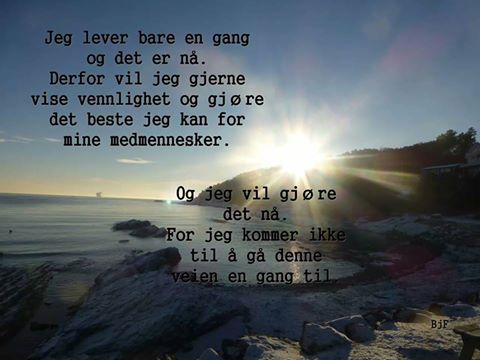 Jeg lever bare en gang
og det er nå.
Derfor vil jeg gjerne
vise vennlighet og gjøre
det beste jeg kan for
mine medmennesker.
Og jeg vil gjøre
det nå.
For jeg kommer ikke
til å gå denne
veien en gang til.
BjF